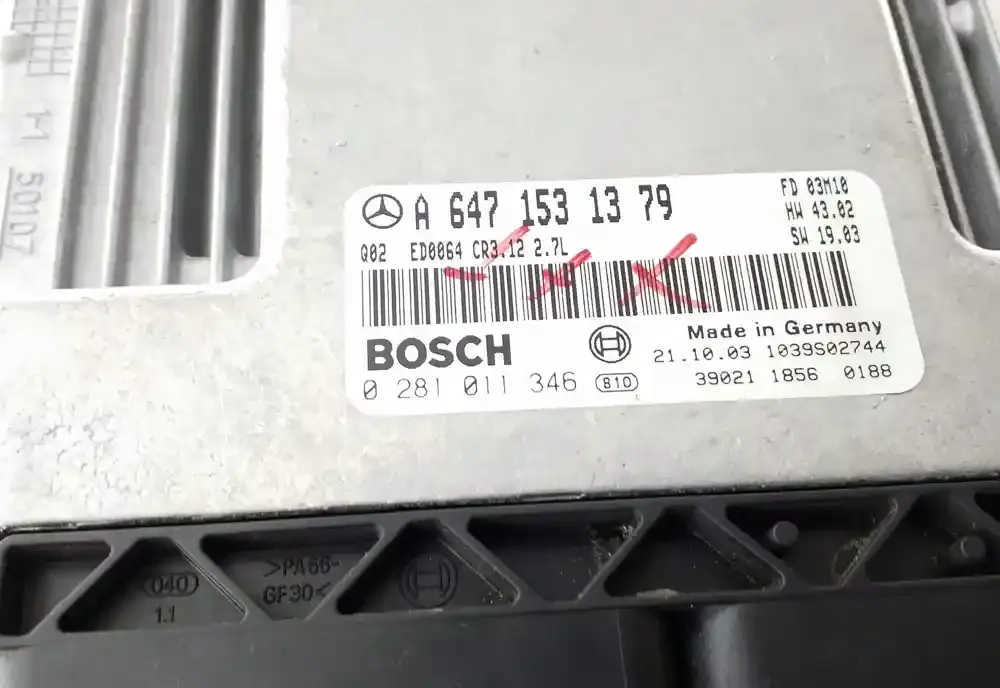 H 50107
A 647 153 13 79
FD 03M10
HW 43.02
SW 19.03
Q02 ED0064 CR3.12 2.7L
BOSCH
Made in Germany
21.10.03 1039S02744
0 281 011 346 810
39021 1856 0188
040
1.1
>PA66-
GF30<